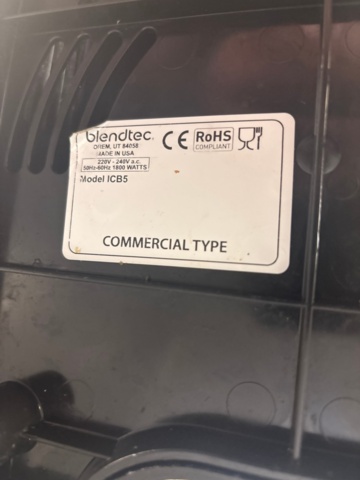 blendtec.
OREM, UT 84058
MADE IN USA
220V - 240V a.c.
50Hz-60Hz 1800 WATTS
Model ICB5
CE
RoHS
COMPLIANT
COMMERCIAL TYPE